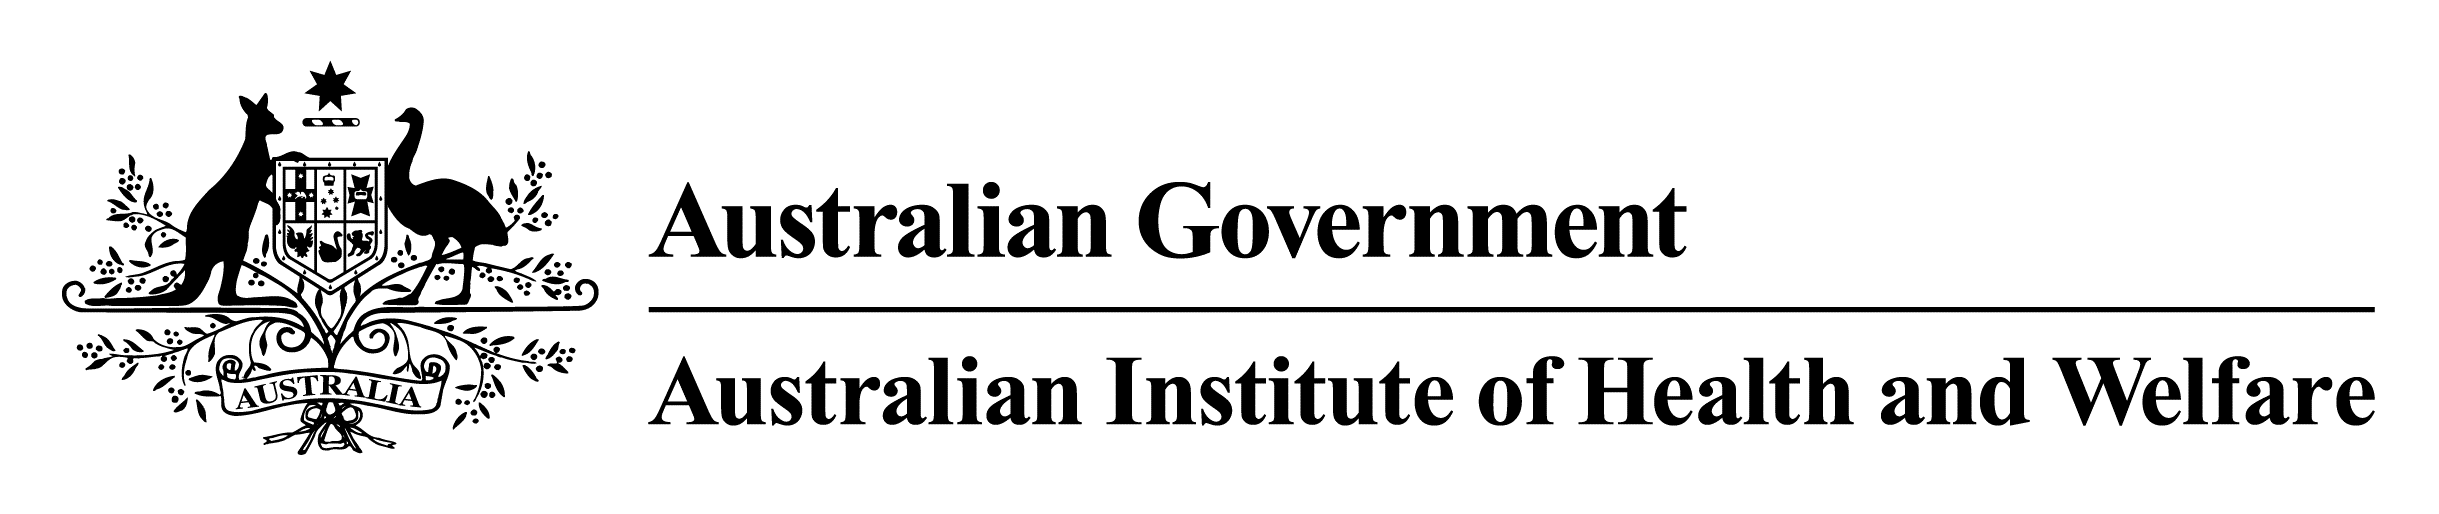 Australian Government
Australian Institute of Health and Welfare
AUSTRALIA